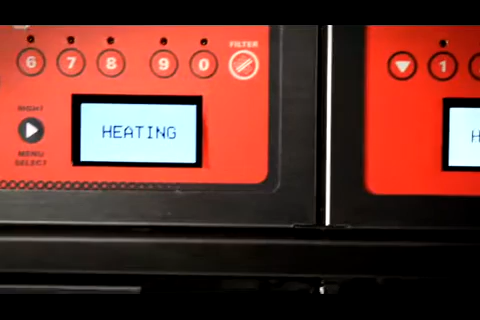 FILTER
6 7 8 9 0
1
RIGHT
HEATING
H
MENU
SELECT